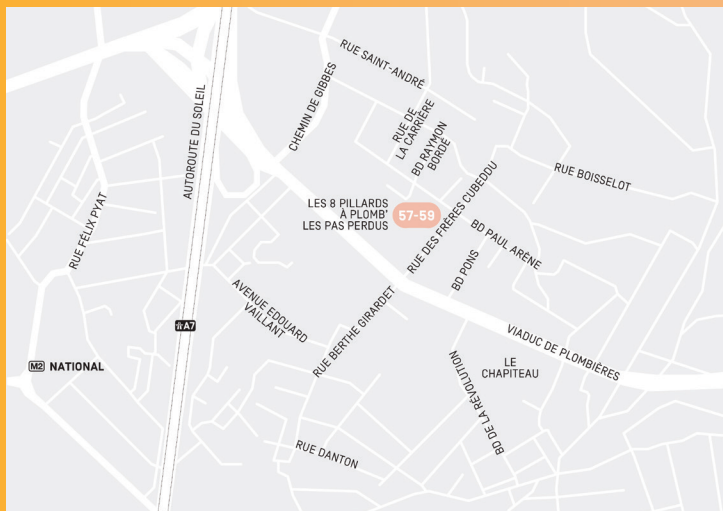 RUE SAINT-ANDRÉ
CHEMIN DE GIBBES
AUTOROUTE DU SOLEIL
RUE DE
LA CARRIÈRE
BD RAYMON
BORDÉ
RUE BOISSELOT
RUE FÉLIX PYAT
LES 8 PILLARDS
À PLOMB'
LES PAS PERDUS
57-59
RUE DES FRÈRES CUBEDDU
BD PAUL ARÈNE
BD PONS
AVENUE EDOUARD
VAILLANT
RUE BERTHE GIRARDET
A7
VIADUC DE PLOMBIÈRES
M2 NATIONAL
LE
CHAPITEAU
BD DE LA RÉVOLUTION
RUE DANTON